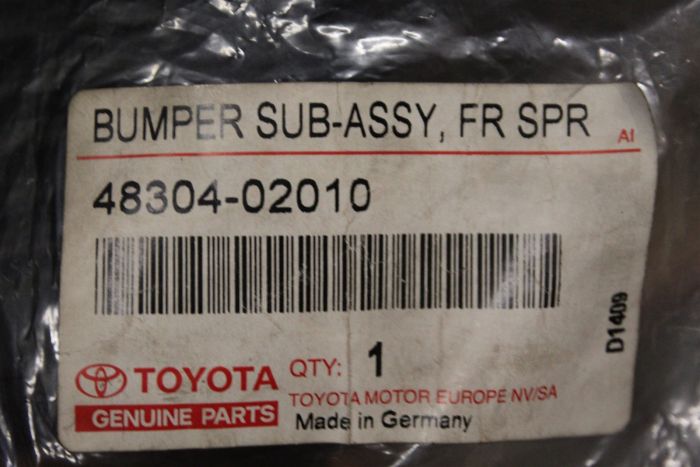 BUMPER SUB-ASSY, FR SPR
AI
48304-02010
D1409
TOYOTA
GENUINE PARTS
QTY: 1
TOYOTA MOTOR EUROPE NV/SA
Made in Germany